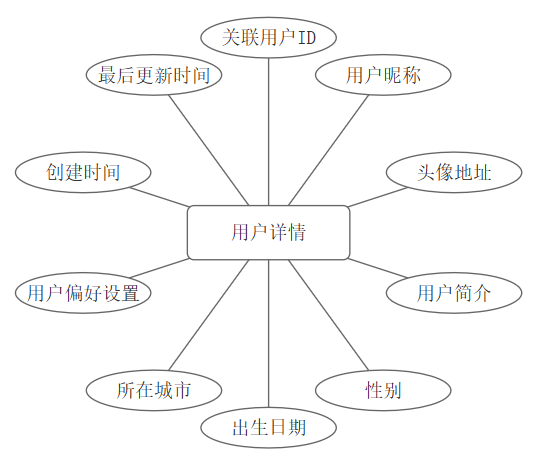 关联用户ID
最后更新时间
用户昵称
创建时间
头像地址
用户详情
用户偏好设置
用户简介
所在城市
性别
出生日期